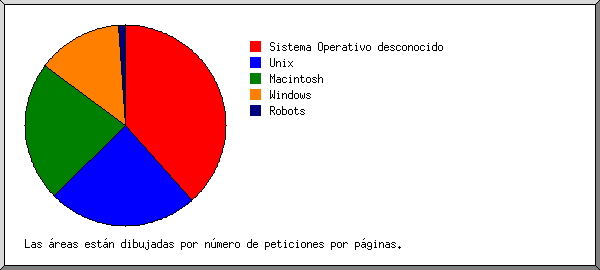 Sistema Operativo desconocido
Unix
Macintosh
Windows
Robots
Las áreas están dibujadas por número de peticiones por páginas.